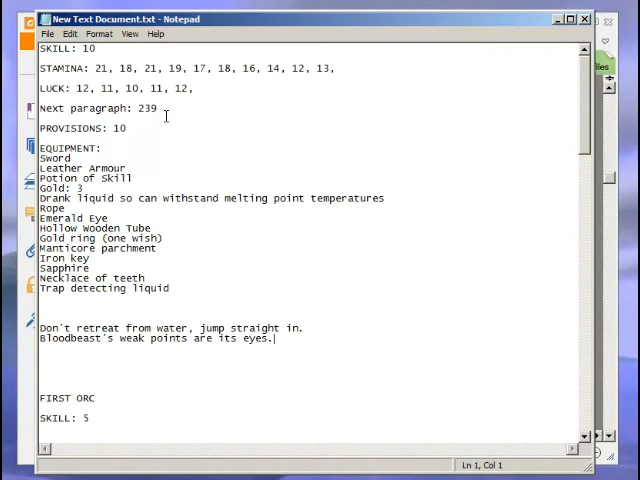 New Text Document.txt - Notepad
File Edit Format View Help
SKILL: 10
STAMINA: 21, 18, 21, 19, 17, 18, 16, 14, 12, 13,
LUCK: 12, 11, 10, 11, 12,
Next paragraph: 239
PROVISIONS: 10
EQUIPMENT:
Sword
Leather Armour
Potion of Skill
Gold: 3
Drank liquid so can withstand melting point temperatures
Rope
Emerald Eye
Hollow Wooden Tube
Gold ring (one wish)
Manticore parchment
Iron key
Sapphire
Necklace of teeth
Trap detecting liquid
Don't retreat from water, jump straight in.
Bloodbeast's weak points are its eyes.
FIRST ORC
SKILL: 5
Ln 1, Col 1
iles